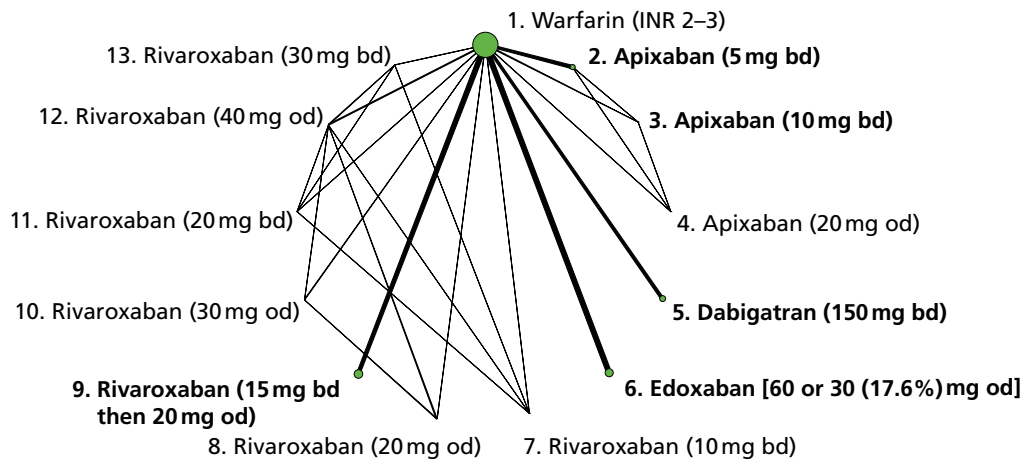 1. Warfarin (INR 2–3)
2. Apixaban (5 mg bd)
3. Apixaban (10 mg bd)
4. Apixaban (20 mg od)
5. Dabigatran (150 mg bd)
6. Edoxaban [60 or 30 (17.6%) mg od]
7. Rivaroxaban (10 mg bd)
8. Rivaroxaban (20 mg od)
9. Rivaroxaban (15 mg bd
then 20 mg od)
10. Rivaroxaban (30 mg od)
11. Rivaroxaban (20 mg bd)
12. Rivaroxaban (40 mg od)
13. Rivaroxaban (30 mg bd)